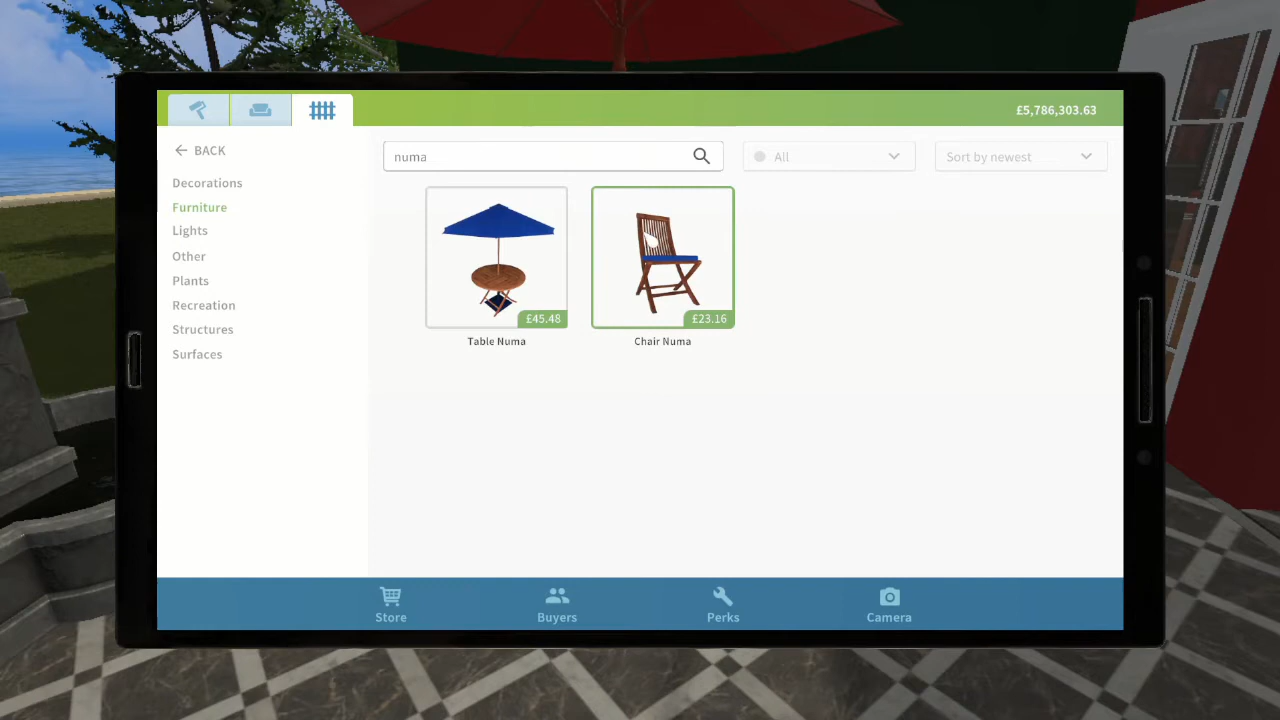 £5,786,303.63
BACK
numa
All
Sort by newest
Decorations
Furniture
Lights
Other
Plants
Recreation
Structures
Surfaces
£45.48
£23.16
Table Numa
Chair Numa
Store
Buyers
Perks
Camera